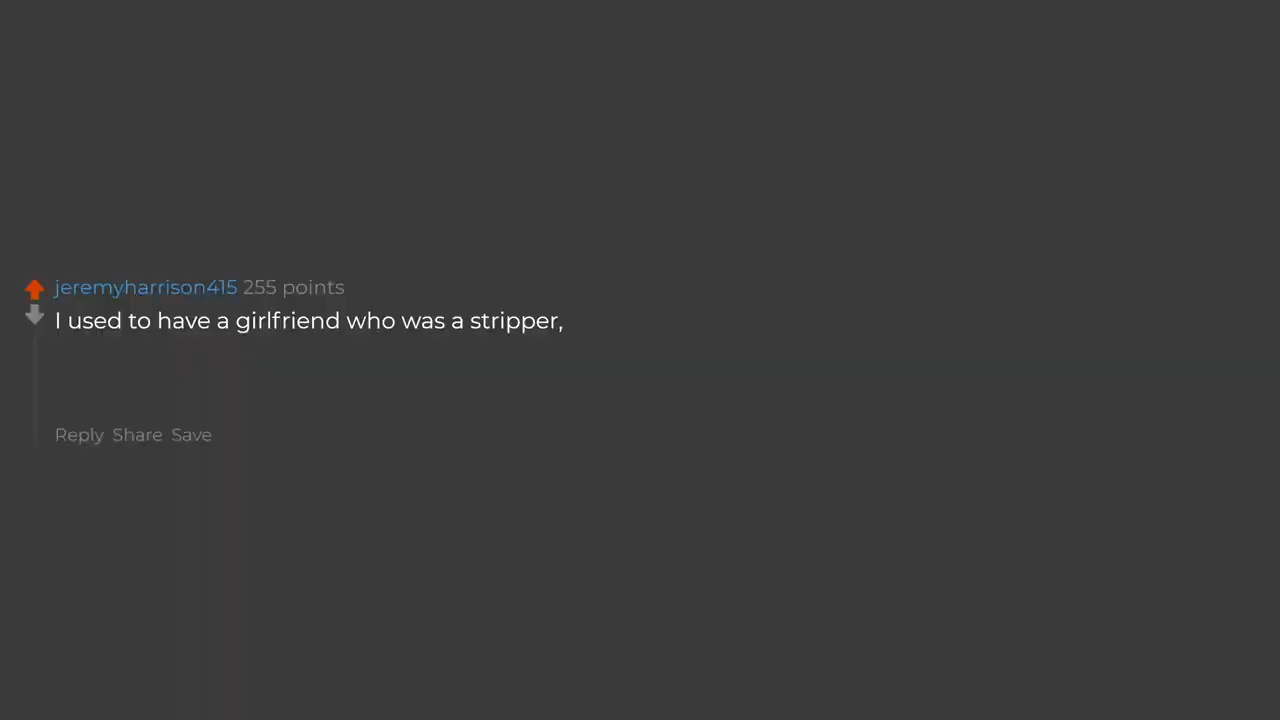 jeremyharrison415 255 points
I used to have a girlfriend who was a stripper,
Reply Share Save